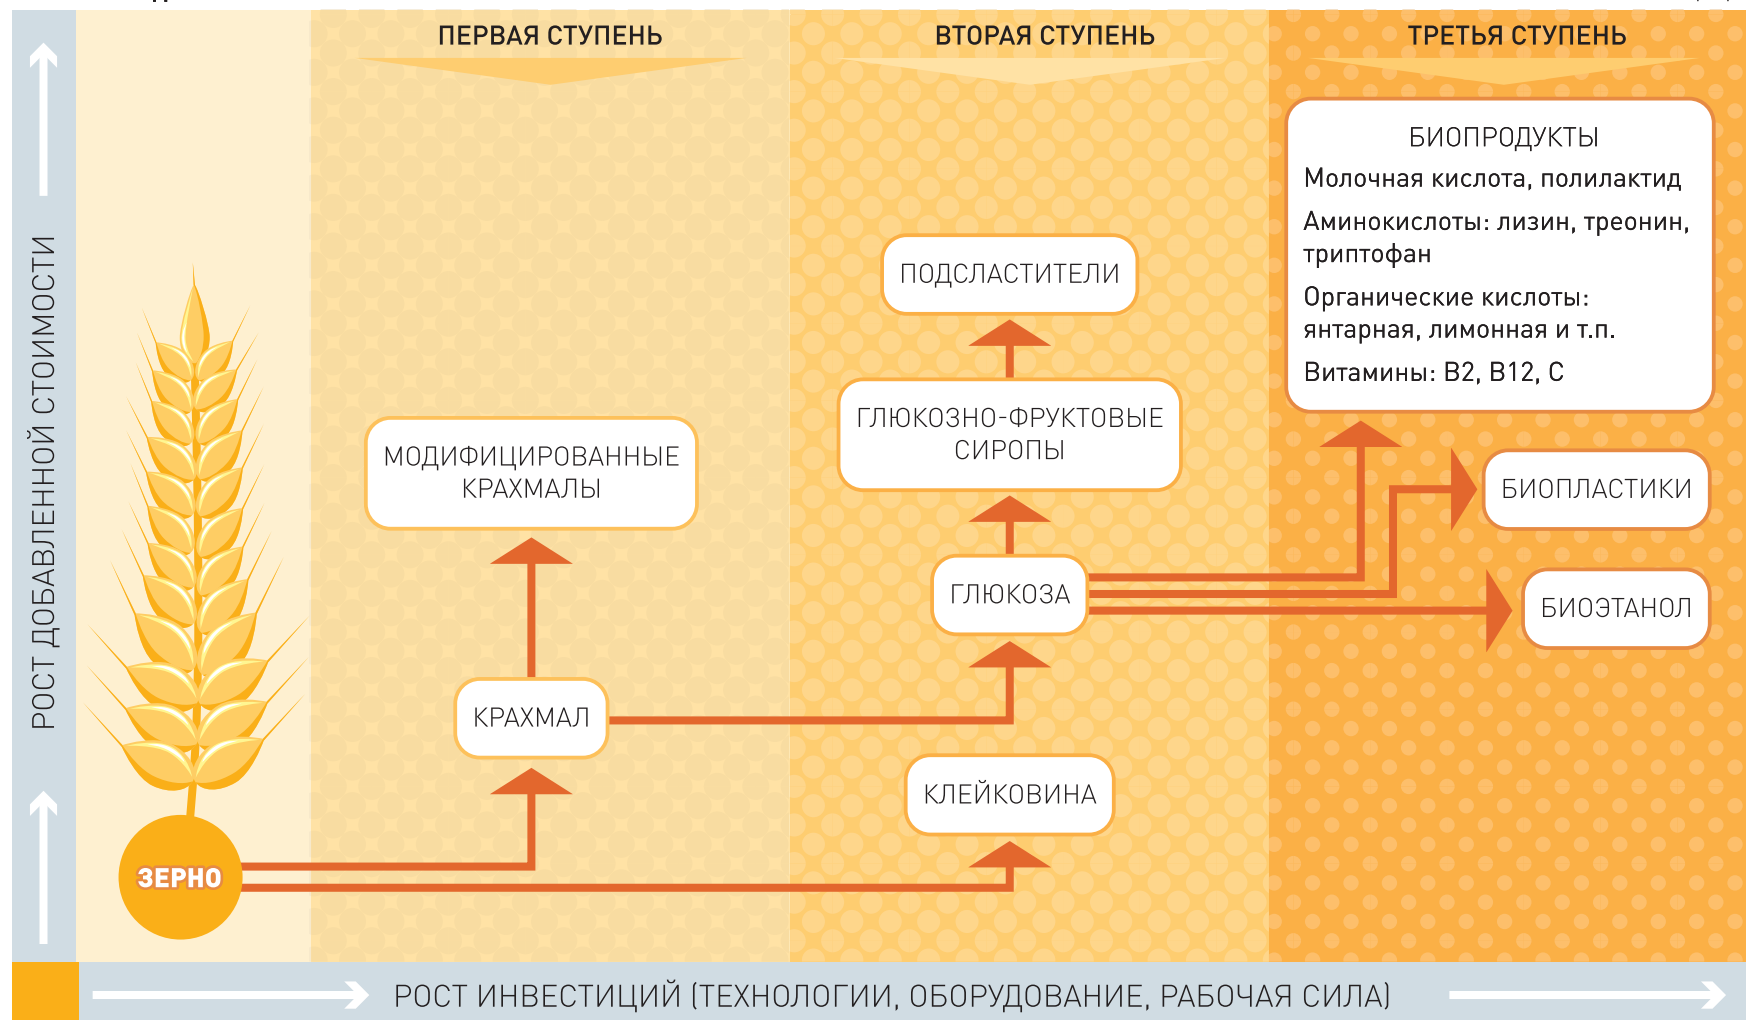 ПЕРВАЯ СТУПЕНЬ
ВТОРАЯ СТУПЕНЬ
ТРЕТЬЯ СТУПЕНЬ
БИОПРОДУКТЫ
Молочная кислота, полилактид
Аминокислоты: лизин, треонин,
триптофан
Органические кислоты:
янтарная, лимонная и т.п.
Витамины: B2, B12, C
ПОДСЛАСТИТЕЛИ
ГЛЮКОЗНО-ФРУКТОВЫЕ
СИРОПЫ
МОДИФИЦИРОВАННЫЕ
КРАХМАЛЫ
БИОПЛАСТИКИ
ГЛЮКОЗА
БИОЭТАНОЛ
КРАХМАЛ
КЛЕЙКОВИНА
ЗЕРНО
РОСТ ДОБАВЛЕННОЙ СТОИМОСТИ
РОСТ ИНВЕСТИЦИЙ (ТЕХНОЛОГИИ, ОБОРУДОВАНИЕ, РАБОЧАЯ СИЛА)